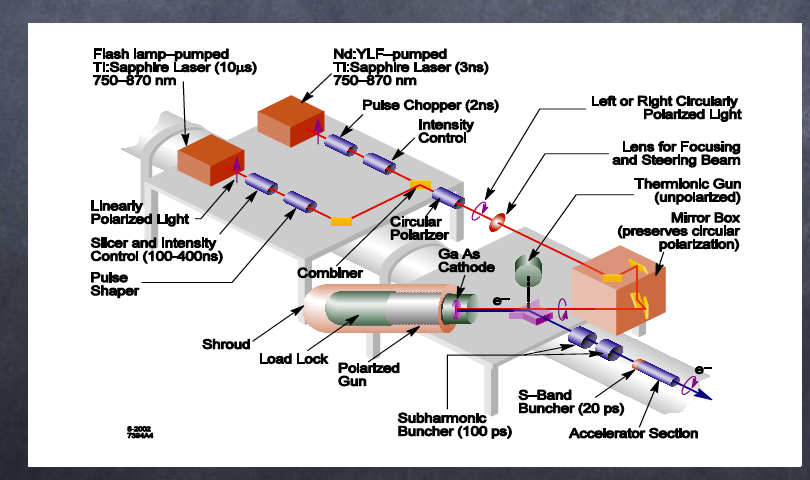 Flash lamp–pumped
Ti:Sapphire Laser (10µs)
750–870 nm
Nd:YLF–pumped
TI:Sapphire Laser (3ns)
750–870 nm
Pulse Chopper (2ns)
Intensity
Control
Left or Right Circularly
Polarized Light
Lens for Focusing
and Steering Beam
Thermionic Gun
(unpolarized)
Mirror Box
(preserves circular
polarization)
Linearly
Polarized Light
Slicer and Intensity
Control (100-400ns)
Pulse
Shaper
Combiner
Circular
Polarizer
Ga As
Cathode
e–
Shroud
Load Lock
Polarized
Gun
Subharmonic
Buncher (100 ps)
S–Band
Buncher (20 ps)
Accelerator Section
e–
8-2002
7394A4